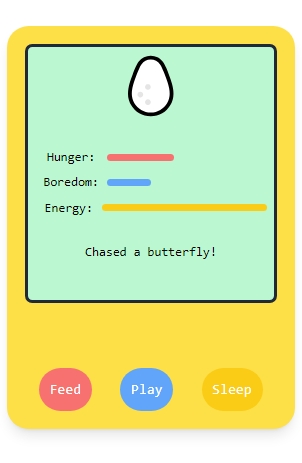 Hunger:
Boredom:
Energy:
Chased a butterfly!
Feed Play Sleep